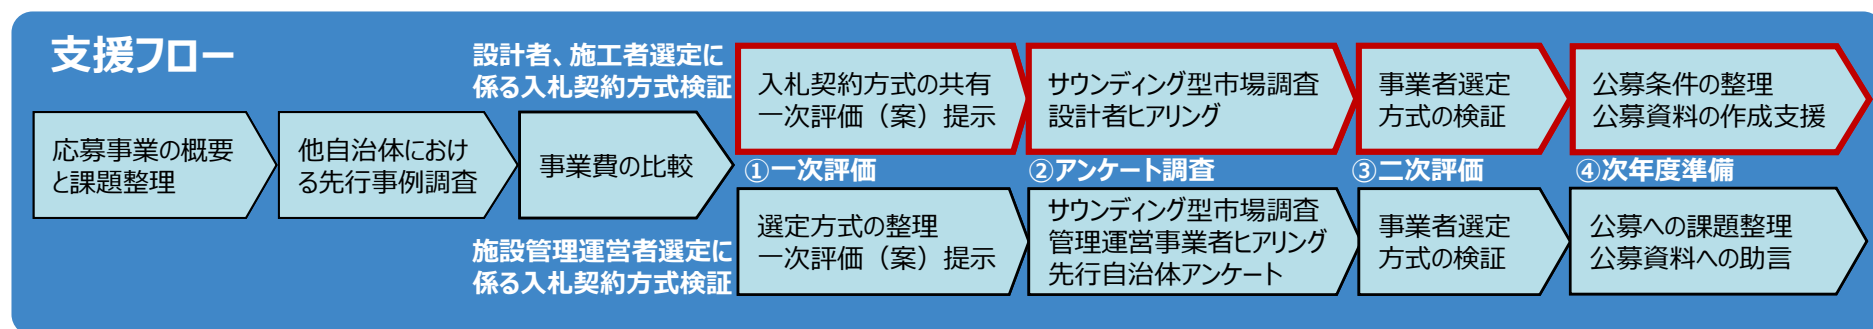 支援フロー
応募事業の概要
と課題整理
他自治体におけ
る先行事例調査
事業費の比較
設計者、施工者選定に
係る入札契約方式検証
入札契約方式の共有
一次評価（案）提示
サウンディング型市場調査
設計者ヒアリング
事業者選定
方式の検証
公募条件の整理
公募資料の作成支援
①一次評価
②アンケート調査
③二次評価
④次年度準備
施設管理運営者選定に
係る入札契約方式検証
選定方式の整理
一次評価（案）提示
サウンディング型市場調査
管理運営事業者ヒアリング
先行自治体アンケート
事業者選定
方式の検証
公募への課題整理
公募資料への助言